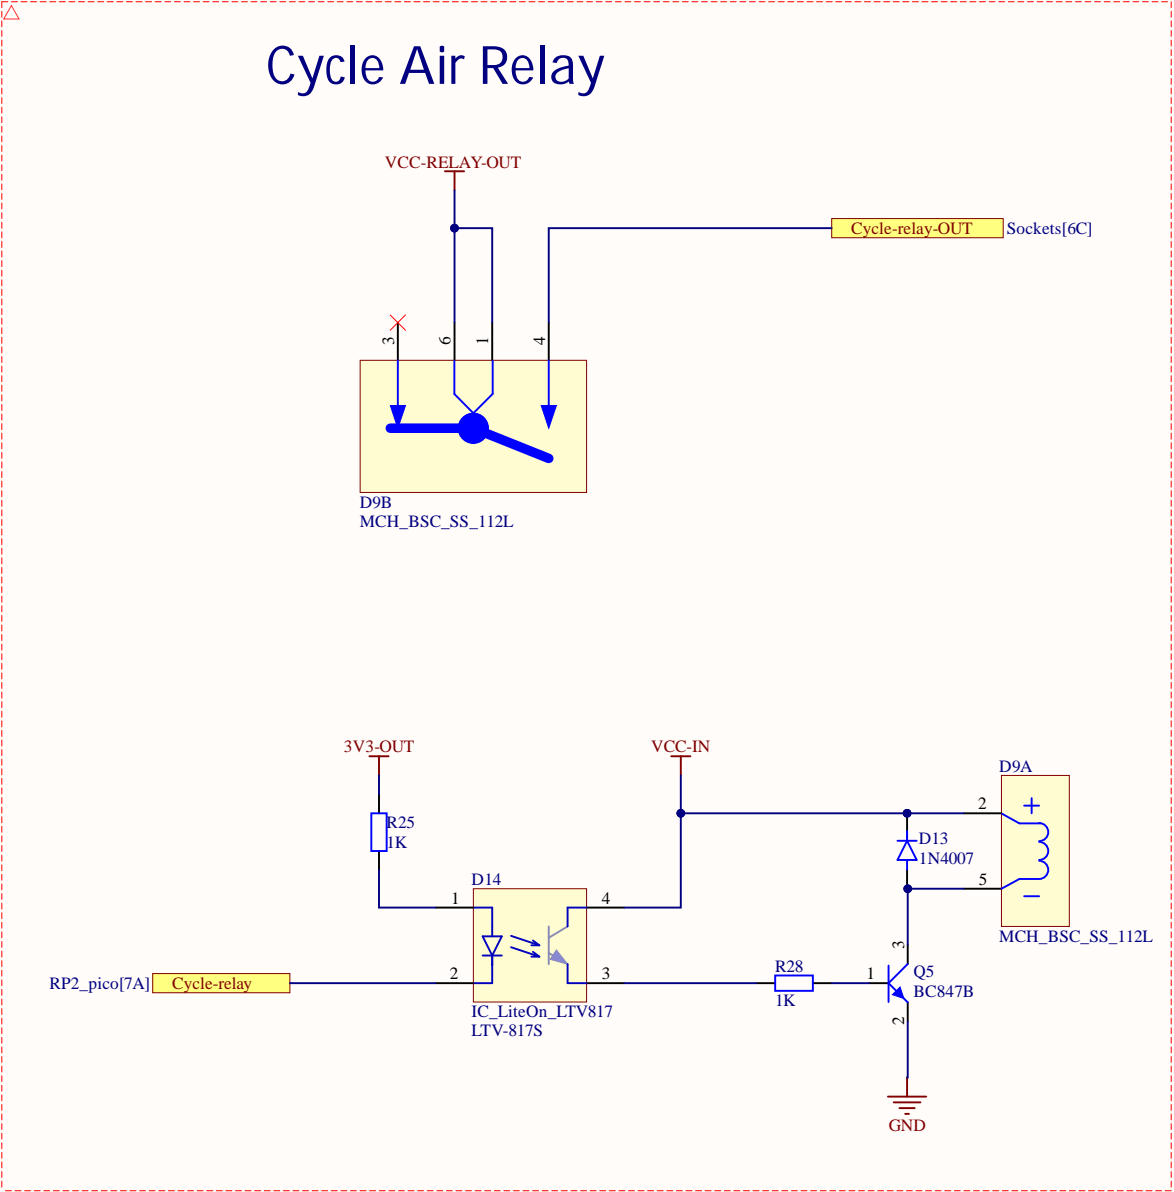 Cycle Air Relay
VCC-RELAY-OUT
Cycle-relay-OUT Sockets[6C]
3 6 1 4
D9B
MCH_BSC_SS_112L
3V3-OUT VCC-IN
D9A
2 +
R25
1K
D13
1N4007
D14
5 −
1 4
MCH_BSC_SS_112L
3
RP2_pico[7A] Cycle-relay 2 3
R28
1K
1 Q5
BC847B
2
IC_LiteOn_LTV817
LTV-817S
GND